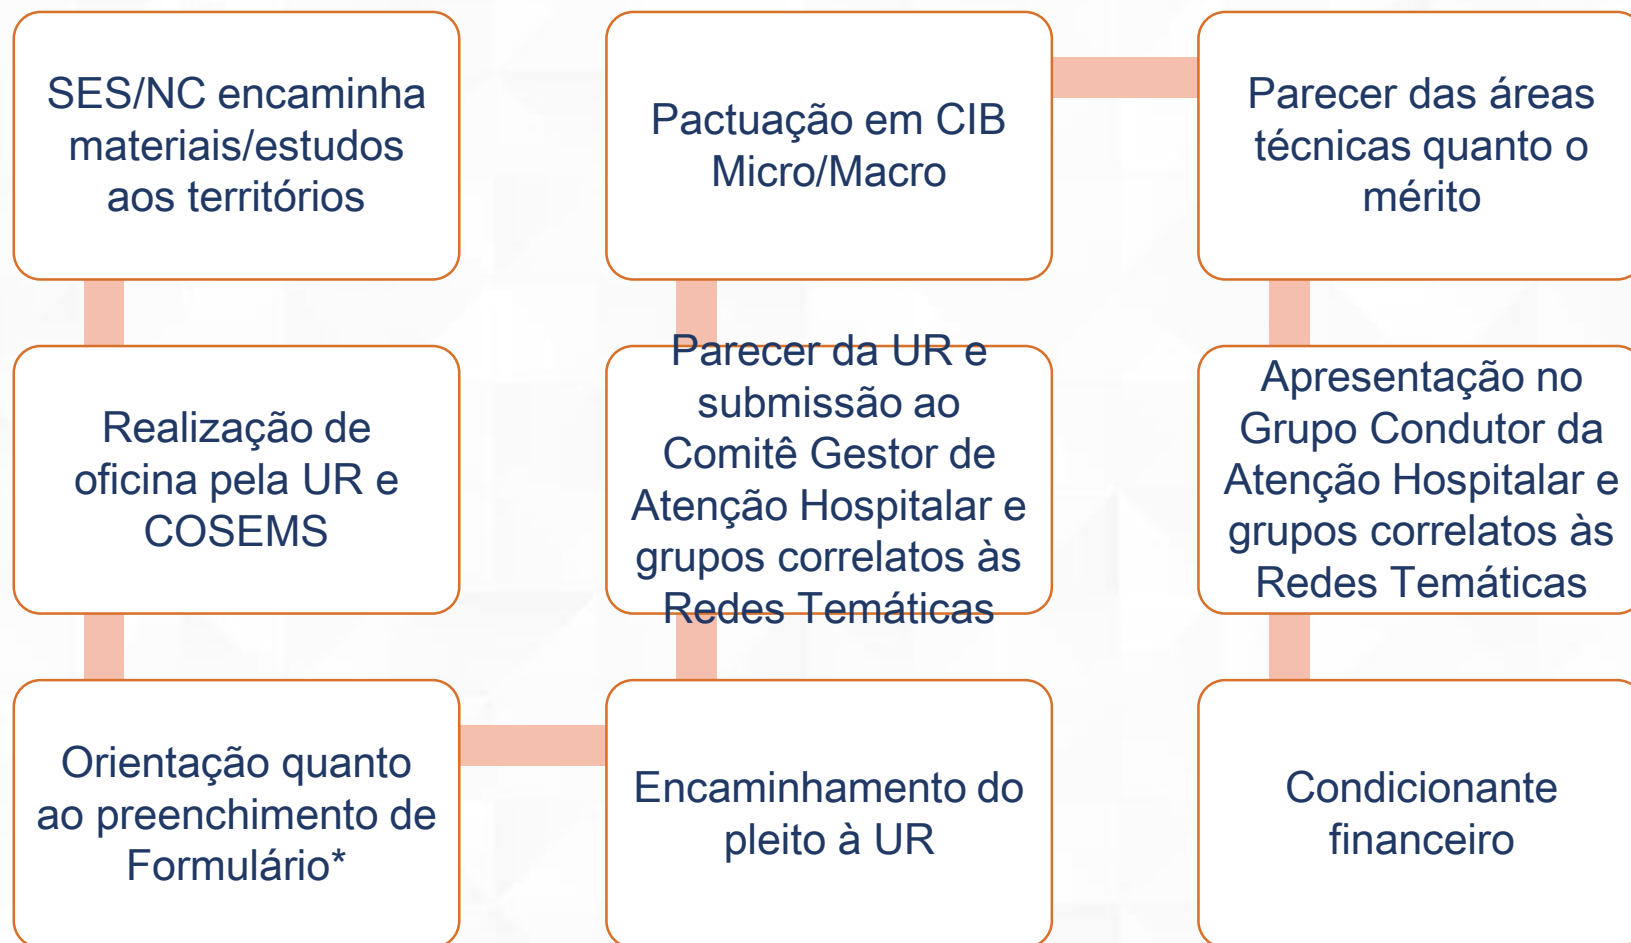 SES/NC encaminha
materiais/estudos
aos territórios
Realização de
oficina pela UR e
COSEMS
Orientação quanto
ao preenchimento de
Formulário*
Encaminhamento do
pleito à UR
Parecer da UR e
submissão ao
Comitê Gestor de
Atenção Hospitalar e
grupos correlatos às
Redes Temáticas
Pactuação em CIB
Micro/Macro
Parecer das áreas
técnicas quanto o
mérito
Apresentação no
Grupo Condutor da
Atenção Hospitalar e
grupos correlatos às
Redes Temáticas
Condicionante
financeiro